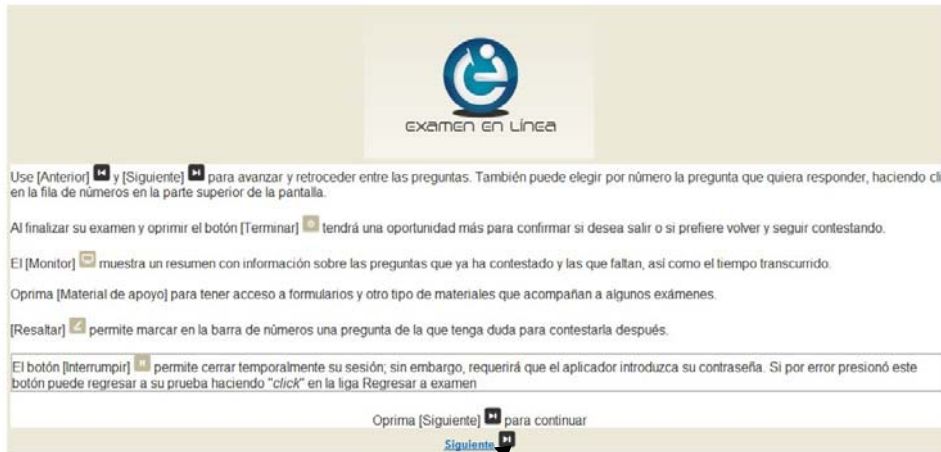 examen en línea
Use [Anterior] y [Siguiente] para avanzar y retroceder entre las preguntas. También puede elegir por número la pregunta que quiera responder, haciendo cli
en la fila de números en la parte superior de la pantalla.
Al finalizar su examen y oprimir el botón [Terminar] tendrá una oportunidad más para confirmar si desea salir o si prefiere volver y seguir contestando.
El [Monitor] muestra un resumen con información sobre las preguntas que ya ha contestado y las que faltan, así como el tiempo transcurrido.
Oprima [Material de apoyo] para tener acceso a formularios y otro tipo de materiales que acompañan a algunos exámenes.
[Resaltar] permite marcar en la barra de números una pregunta de la que tenga duda para contestarla después.
El botón [Interrumpir] permite cerrar temporalmente su sesión; sin embargo, requerirá que el aplicador introduzca su contraseña. Si por error presionó este
botón puede regresar a su prueba haciendo "click" en la liga Regresar a examen
Oprima [Siguiente] para continuar
Siguiente